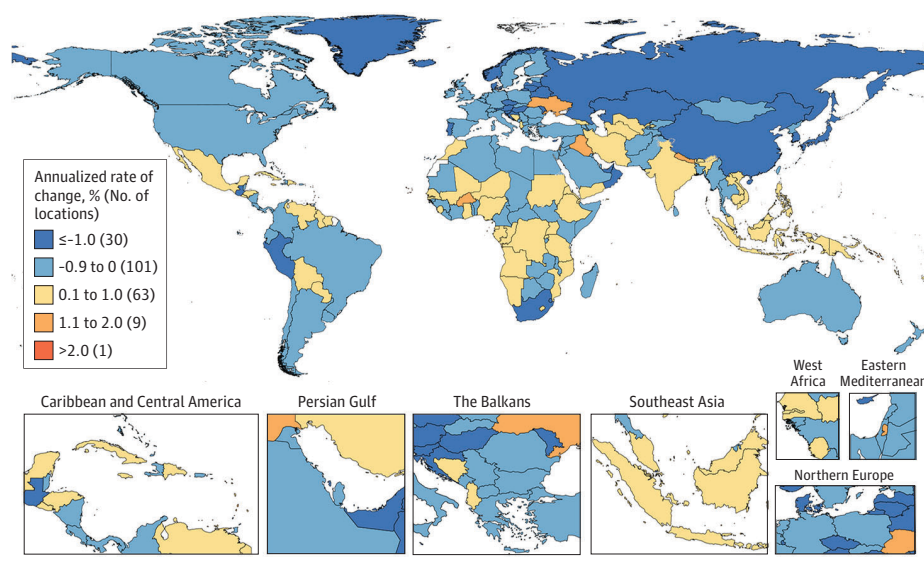 Annualized rate of
change, % (No. of
locations)
≤-1.0 (30)
-0.9 to 0 (101)
0.1 to 1.0 (63)
1.1 to 2.0 (9)
>2.0 (1)
Caribbean and Central America
Persian Gulf
The Balkans
Southeast Asia
West
Africa
Eastern
Mediterranean
Northern Europe